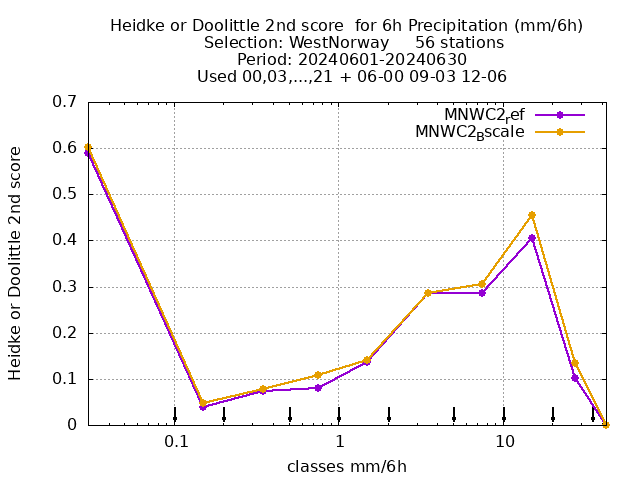 Heidke or Doolittle 2nd score  for 6h Precipitation (mm/6h)
Selection: WestNorway     56 stations
Period: 20240601-20240630
Used 00,03,...,21 + 06-00 09-03 12-06
MNWC2ref
MNWC2Bscale
Heidke or Doolittle 2nd score
0.7
0.6
0.5
0.4
0.3
0.2
0.1
0
0.1 1 10
classes mm/6h